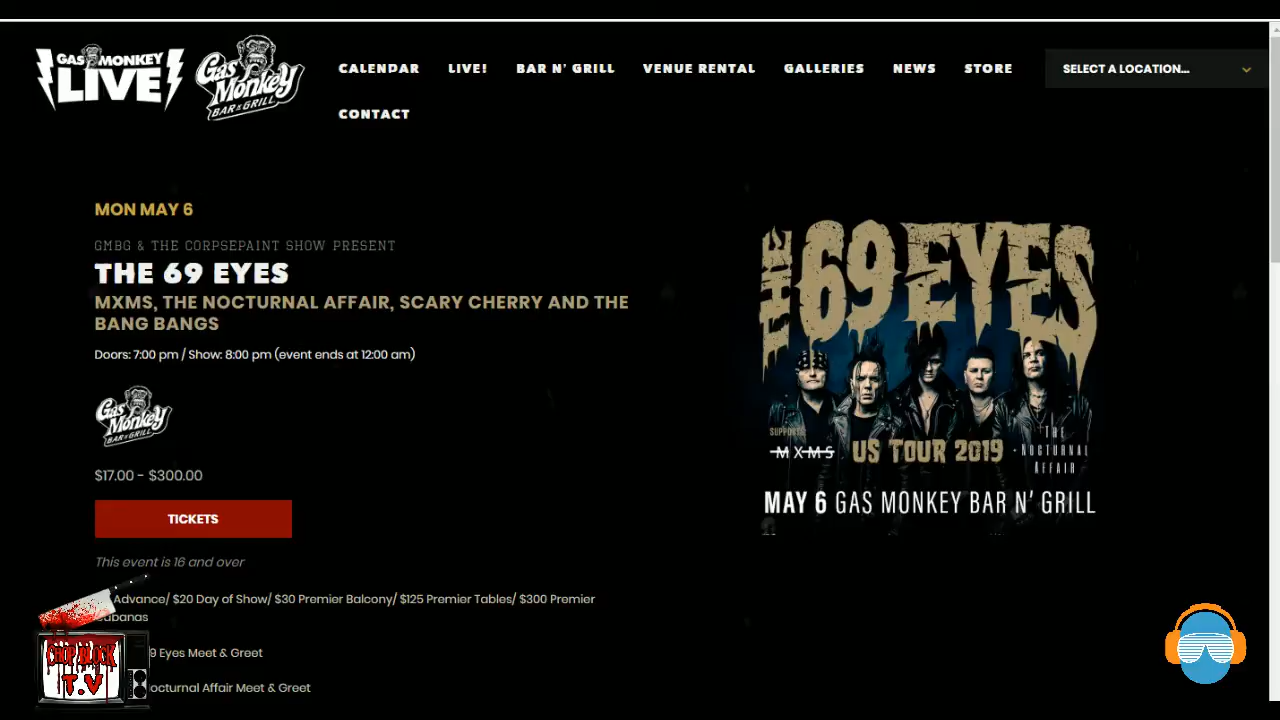 GAS MONKEY
LIVE!
Gas
Monkey
BAR N' GRILL
CALENDAR
LIVE!
BAR N' GRILL
VENUE RENTAL
GALLERIES
NEWS
STORE
SELECT A LOCATION...
CONTACT
MON MAY 6
GMBG & THE CORPSEPAINT SHOW PRESENT
THE 69 EYES
MXMS, THE NOCTURNAL AFFAIR, SCARY CHERRY AND THE
BANG BANGS
Doors: 7:00 pm / Show: 8:00 pm (event ends at 12:00 am)
Gas
Monkey
BAR N' GRILL
$17.00 - $300.00
TICKETS
This event is 16 and over
Advance/ $20 Day of Show/ $30 Premier Balcony/ $125 Premier Tables/ $300 Premier
Cabanas
9 Eyes Meet & Greet
octurnal Affair Meet & Greet
CHOP BLOCK
T.V
THE
69 EYES
SUPPORTS:
MXMS
US TOUR 2019
THE
NOCTURNAL
AFFAIR
MAY 6 GAS MONKEY BAR N' GRILL